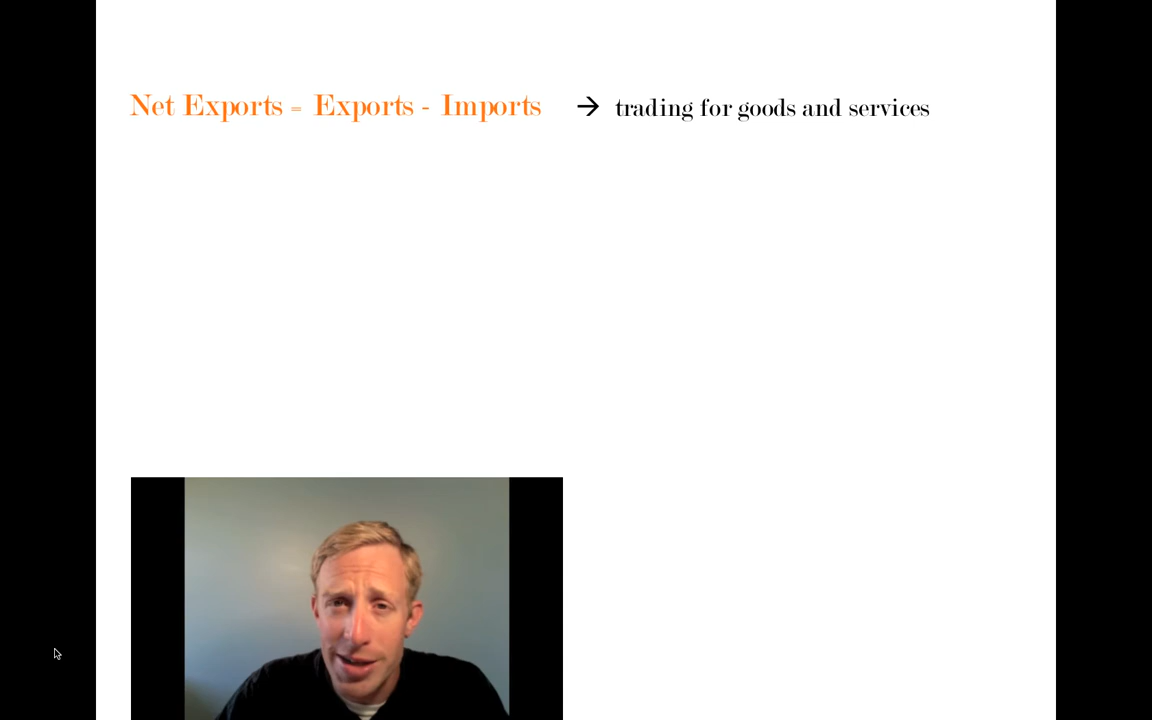 Net Exports = Exports - Imports → trading for goods and services